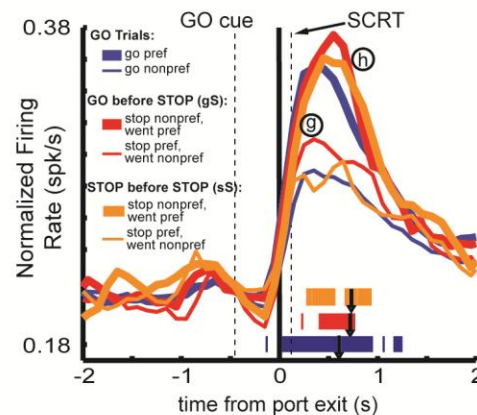 GO cue
SCRT
0.38
GO Trials:
go pref
go nonpref
GO before STOP (gS):
stop nonpref,
went pref
stop pref,
went nonpref
STOP before STOP (sS):
stop nonpref,
went pref
stop pref,
went nonpref
h
g
Normalized Firing
Rate (spk/s)
0.18
-2
-1
0
1
2
time from port exit (s)